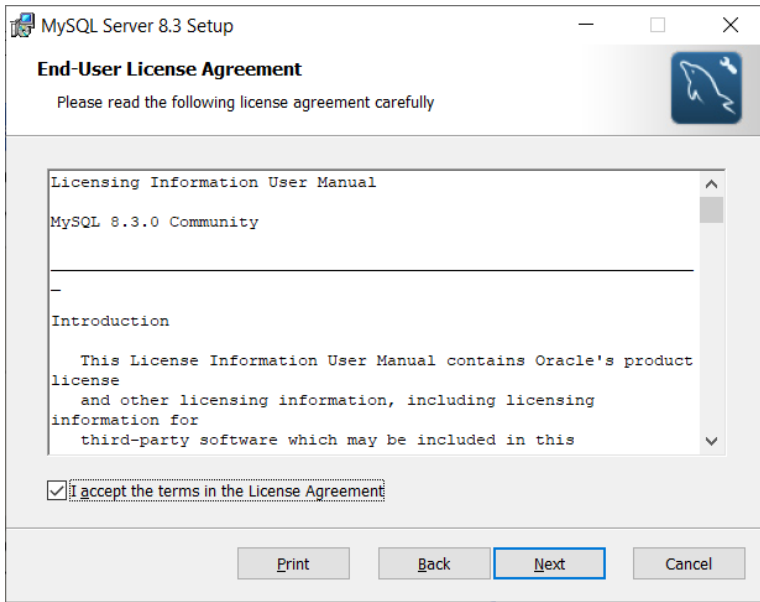 MySQL Server 8.3 Setup
End-User License Agreement
Please read the following license agreement carefully
Licensing Information User Manual
MySQL 8.3.0 Community
Introduction
This License Information User Manual contains Oracle's product
license
and other licensing information, including licensing
information for
third-party software which may be included in this
I accept the terms in the License Agreement
Print
Back
Next
Cancel